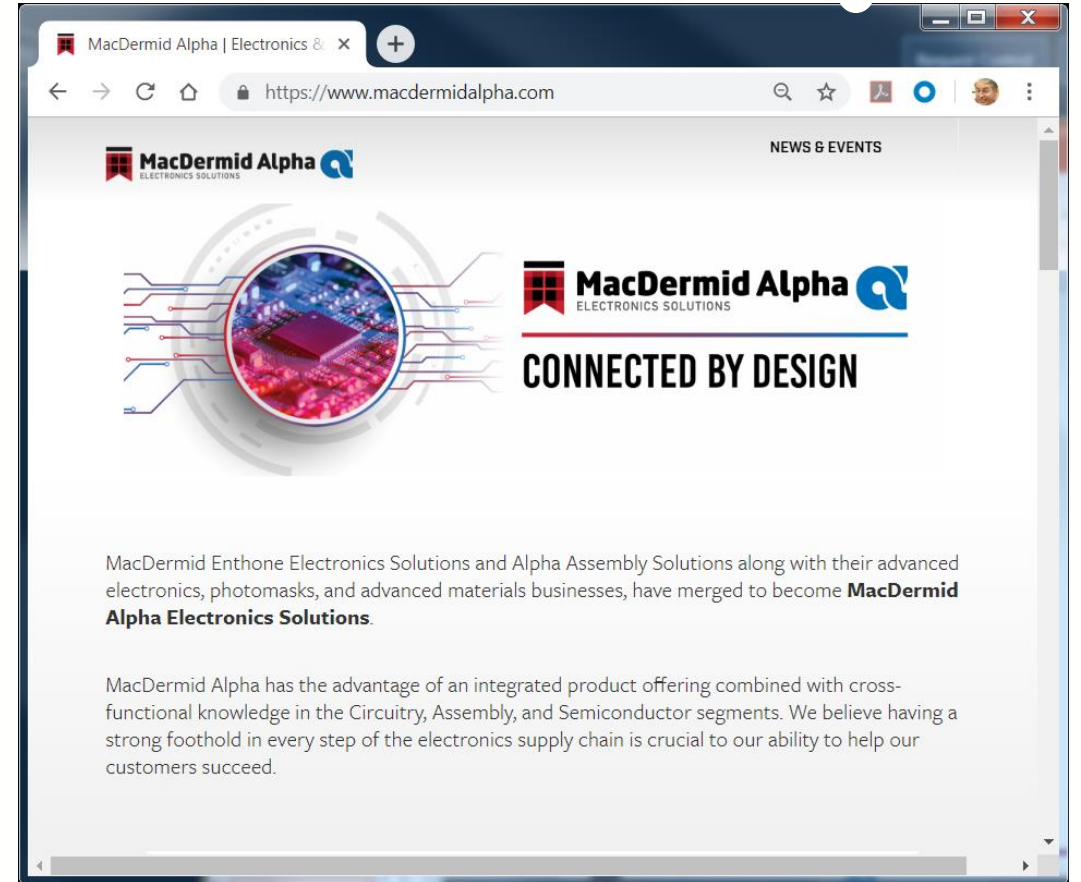 MacDermid Alpha | Electronics &
https://www.macdermidalpha.com
MacDermid Alpha
ELECTRONICS SOLUTIONS
NEWS & EVENTS
MacDermid Alpha
ELECTRONICS SOLUTIONS
CONNECTED BY DESIGN
MacDermid Enthone Electronics Solutions and Alpha Assembly Solutions along with their advanced
electronics, photomasks, and advanced materials businesses, have merged to become MacDermid
Alpha Electronics Solutions.
MacDermid Alpha has the advantage of an integrated product offering combined with cross-
functional knowledge in the Circuitry, Assembly, and Semiconductor segments. We believe having a
strong foothold in every step of the electronics supply chain is crucial to our ability to help our
customers succeed.